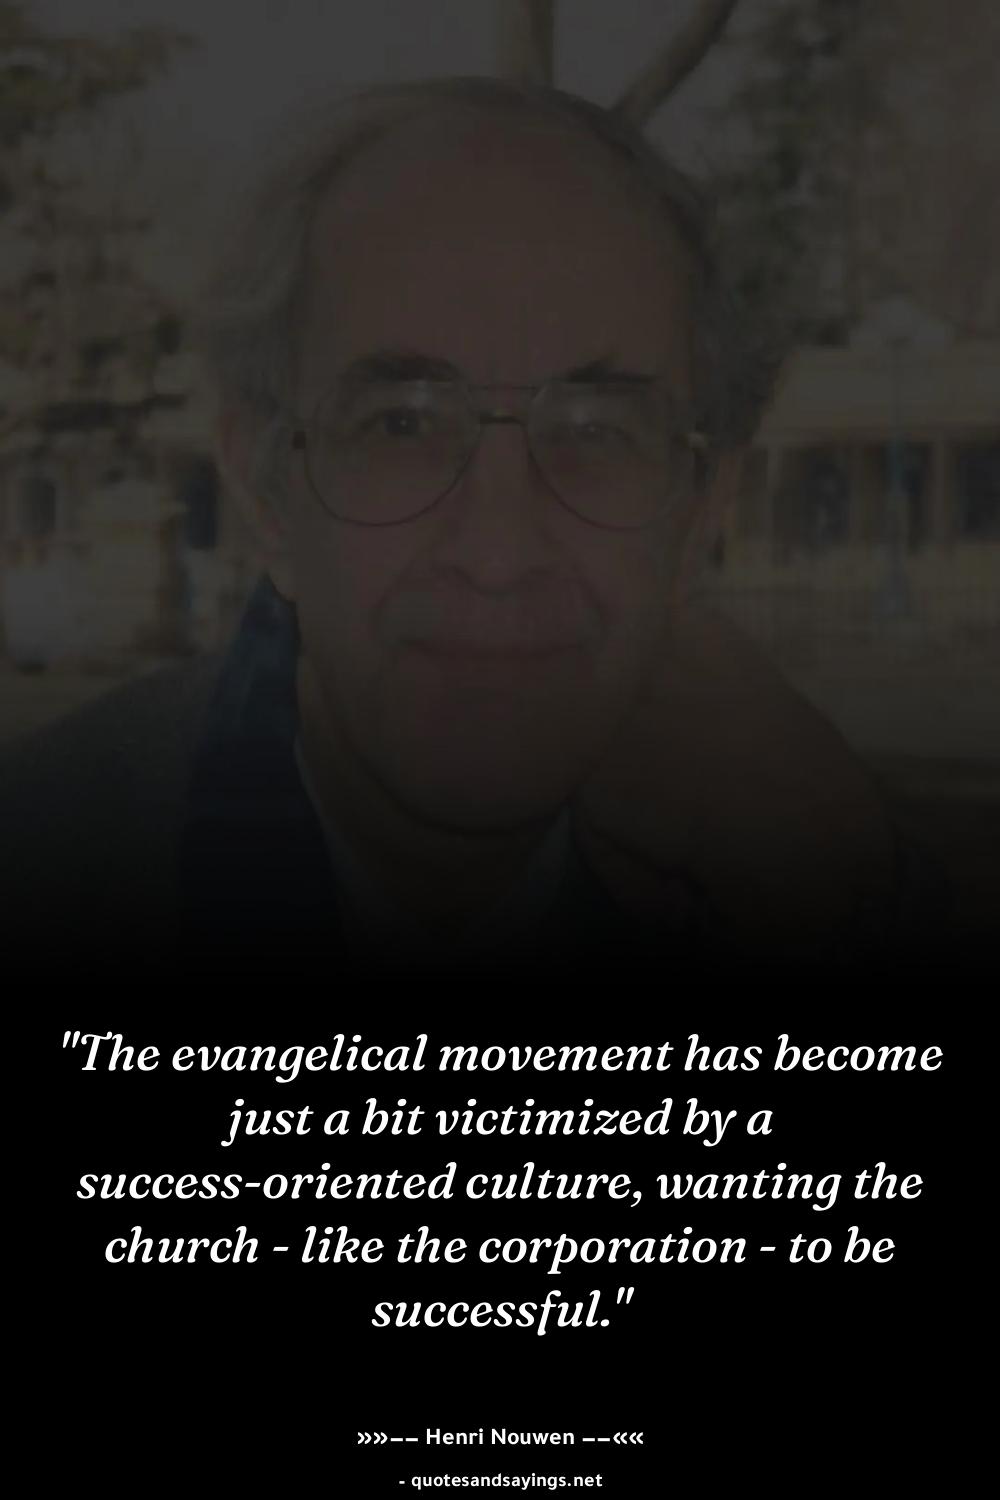 "The evangelical movement has become
just a bit victimized by a
success-oriented culture, wanting the
church - like the corporation - to be
successful."
»»–– Henri Nouwen ––««
- quotesandsayings.net